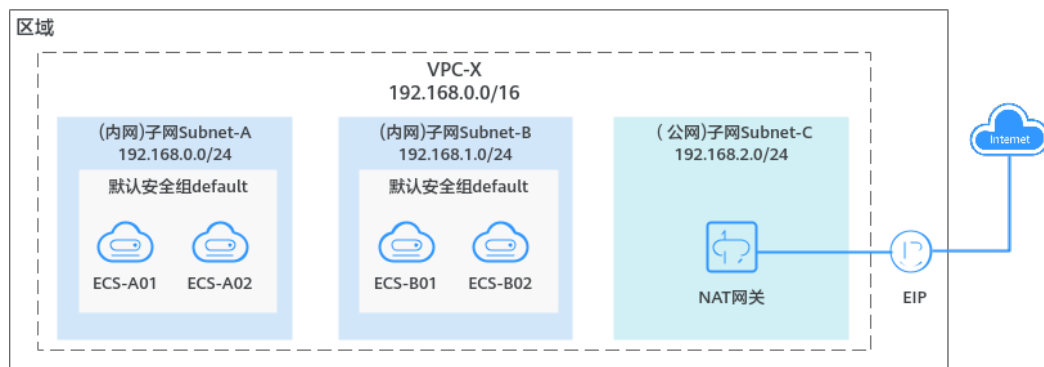 区域
VPC-X
192.168.0.0/16
(内网)子网Subnet-A
192.168.0.0/24
默认安全组default
ECS-A01
ECS-A02
(内网)子网Subnet-B
192.168.1.0/24
默认安全组default
ECS-B01
ECS-B02
( 公网)子网Subnet-C
192.168.2.0/24
NAT网关
EIP
Internet